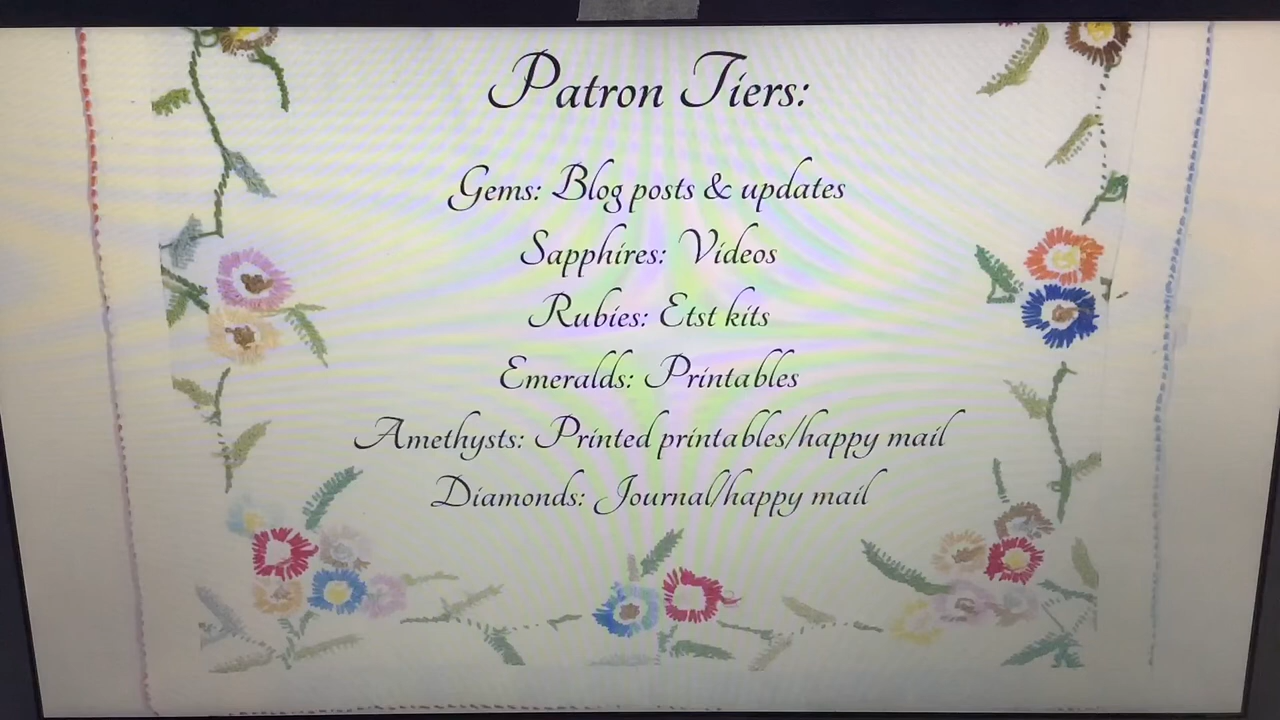 Patron Tiers:
Gems: Blog posts & updates
Sapphires: Videos
Rubies: Etst kits
Emeralds: Printables
Amethysts: Printed printables/happy mail
Diamonds: Journal/happy mail